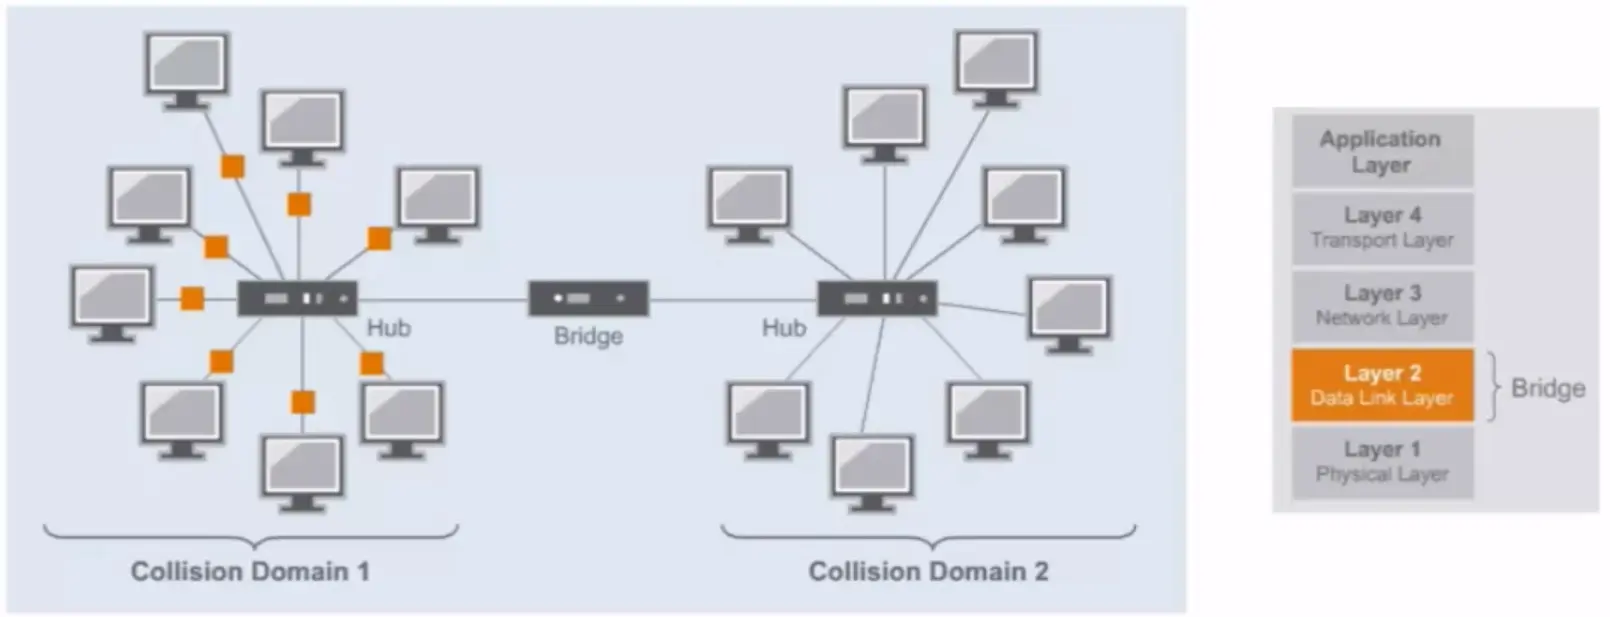 Hub
Bridge
Hub
Collision Domain 1
Collision Domain 2
Application
Layer
Layer 4
Transport Layer
Layer 3
Network Layer
Layer 2
Data Link Layer
Bridge
Layer 1
Physical Layer